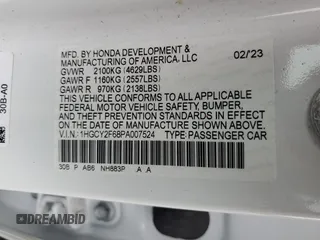 MFD. BY HONDA DEVELOPMENT &
MANUFACTURING OF AMERICA, LLC 02/23
GVWR 2100KG (4629LBS)
GAWR F 1160KG (2557LBS)
GAWR R 970KG (2138LBS)
THIS VEHICLE CONFORMS TO ALL APPLICABLE
FEDERAL MOTOR VEHICLE SAFETY, BUMPER,
AND THEFT PREVENTION STANDARDS IN EFFECT
ON THE DATE OF MANUFACTURE SHOWN ABOVE.
V.I.N.: 1HGCY2F68PA007524 TYPE: PASSENGER CAR
30B P AB6 NH883P A A
30B-A0
DREAMBID